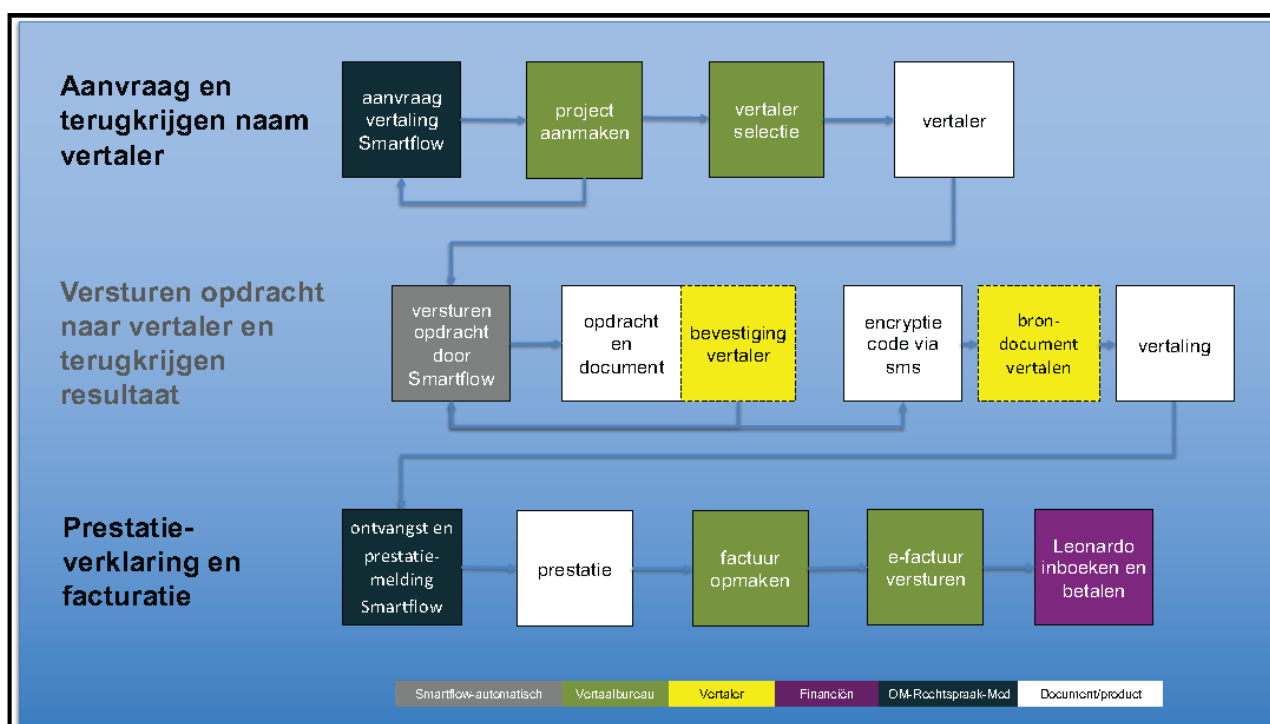 Aanvraag en
terugkrijgen naam
vertaler
aanvraag
vertaling
Smartflow
project
aanmaken
vertaler
selectie
vertaler
Versturen opdracht
naar vertaler en
terugkrijgen
resultaat
versturen
opdracht
door
Smartflow
opdracht
en
document
bevestiging
vertaler
encryptie
code via
sms
bron-
document
vertalen
vertaling
Prestatie-
verklaring en
facturatie
ontvangst en
prestatie-
melding
Smartflow
prestatie
factuur
opmaken
e-factuur
versturen
Leonardo
inboeken en
betalen
Smartflow-automatisch
Vertaalbureau
Vertaler
Financiën
OM-Rechtspraak-Mod
Document/product